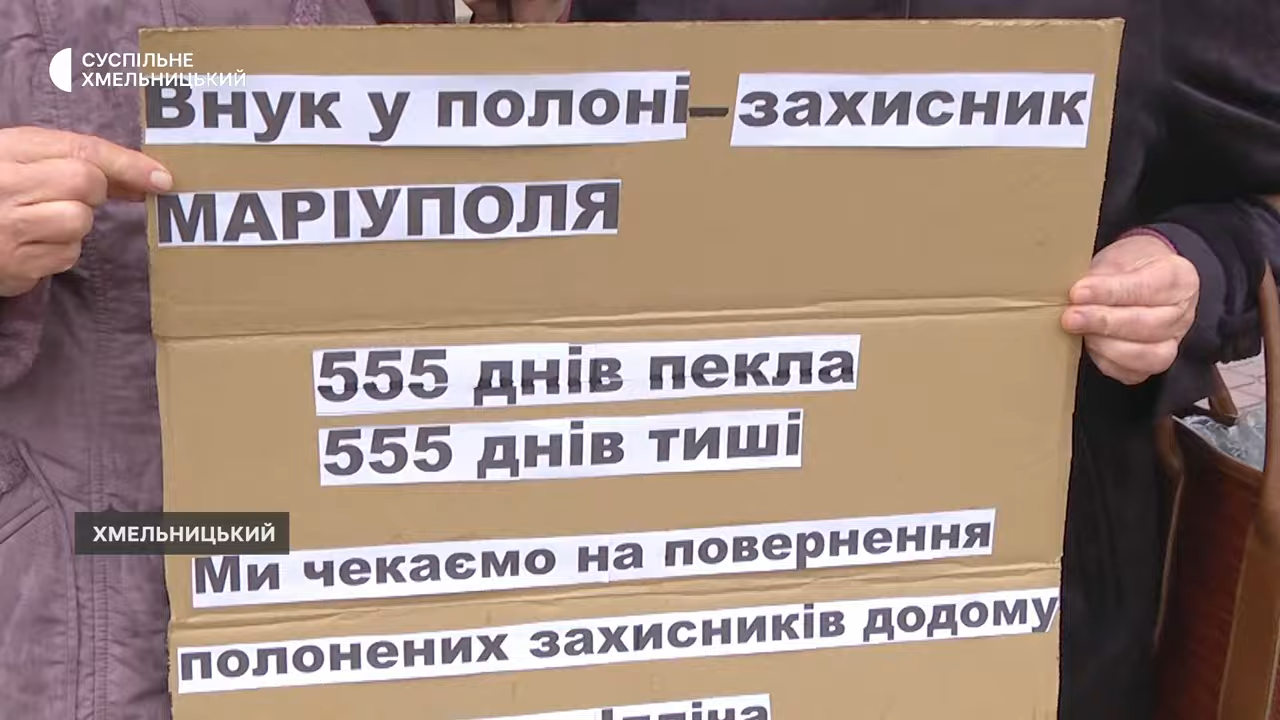 СУСПІЛЬНЕ
ХМЕЛЬНИЦЬКИЙ
Внук у полоні – захисник
МАРІУПОЛЯ
555 днів пекла
555 днів тиші
ХМЕЛЬНИЦЬКИЙ
Ми чекаємо на повернення
полонених захисників додому